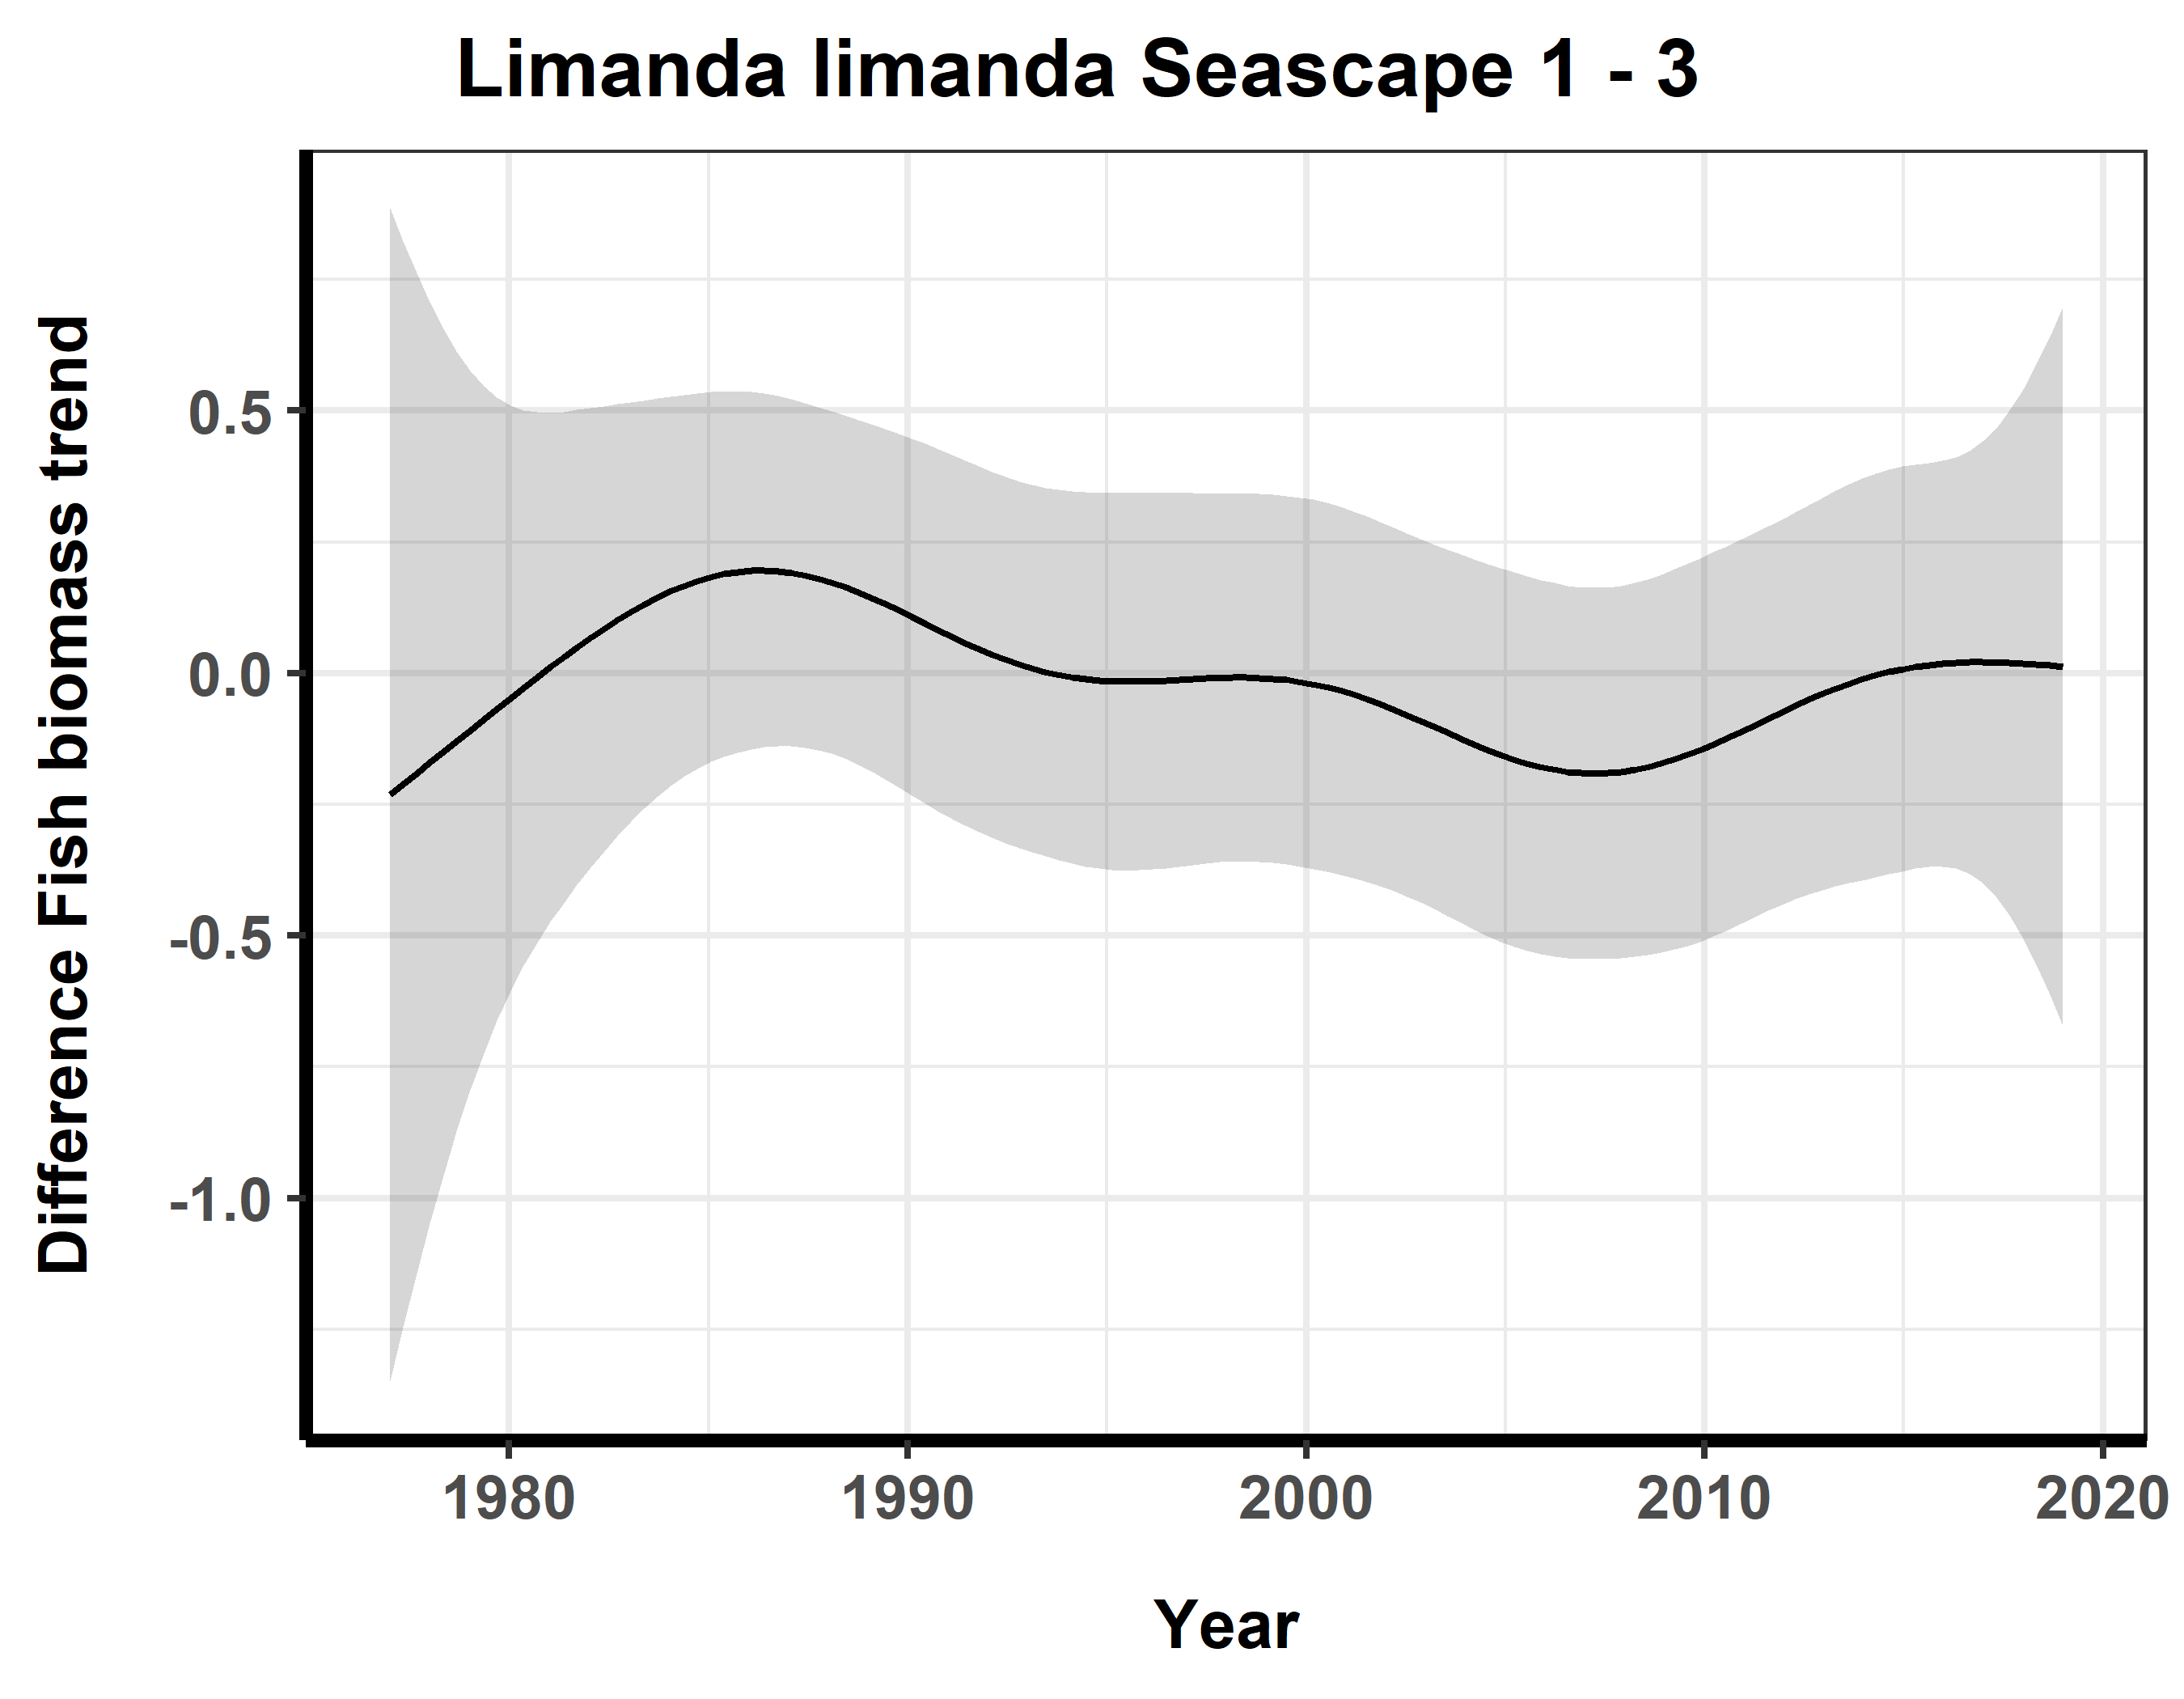 Limanda limanda Seascape 1 - 3
Difference Fish biomass trend
0.5
0.0
-0.5
-1.0
1980 1990 2000 2010 2020
Year